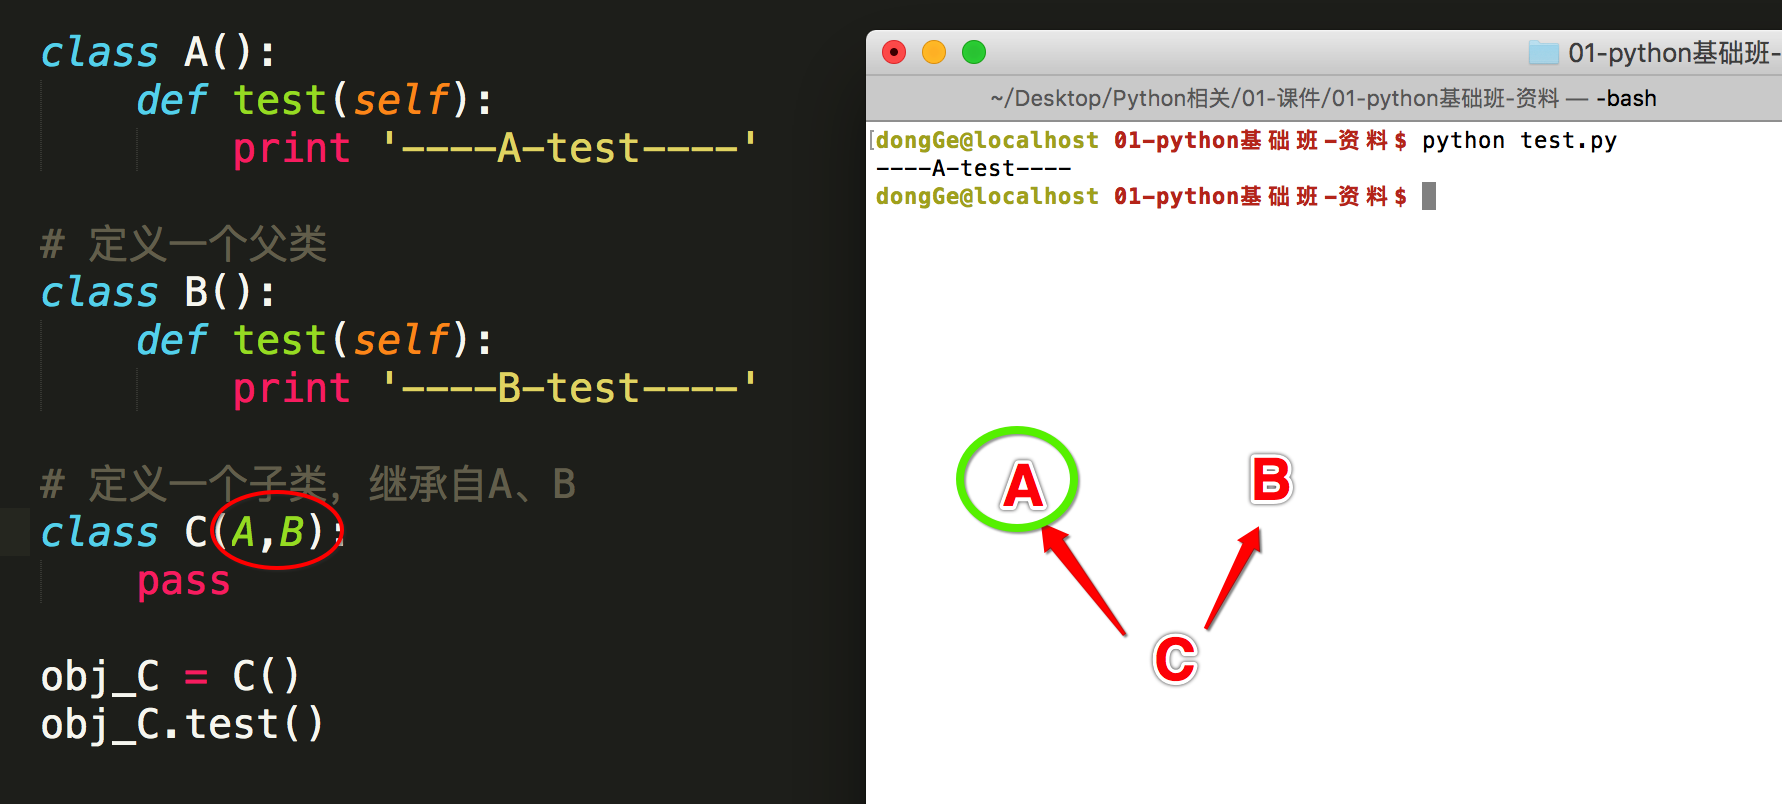 class A():
    def test(self):
        print '----A-test----'
# 定义一个父类
class B():
    def test(self):
        print '----B-test----'
# 定义一个子类，继承自A、B
class C(A,B):
    pass
obj_C = C()
obj_C.test()
01-python基础班-
~/Desktop/Python相关/01-课件/01-python基础班-资料 — -bash
[dongGe@localhost 01-python基础班-资料$ python test.py
----A-test----
dongGe@localhost 01-python基础班-资料$
A
B
C